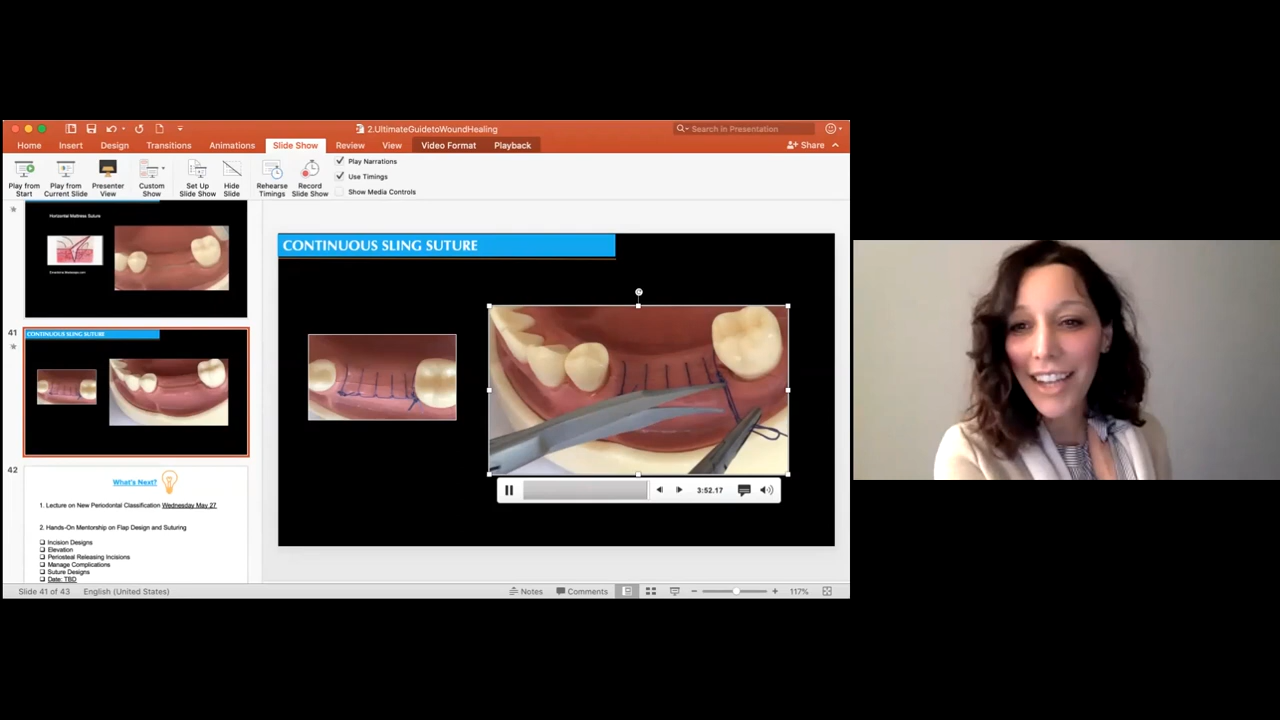 2.UltimateGuidetoWoundHealing
Search in Presentation
Home Insert Design Transitions Animations Slide Show Review View Video Format Playback Share
Play from Start
Play from Current Slide
Presenter View
Custom Show
Set Up Slide Show
Hide Slide
Rehearse Timings
Record Slide Show
Play Narrations
Use Timings
Show Media Controls
Horizontal Mattress Suture
41
CONTINUOUS SLING SUTURE
42
What's Next?
1. Lecture on New Periodontal Classification Wednesday May 27
2. Hands-On Mentorship on Flap Design and Suturing
Incision Designs
Elevation
Periosteal Releasing Incisions
Manage Complications
Suture Designs
Date: TBD
CONTINUOUS SLING SUTURE
3:52.17
Slide 41 of 43 English (United States)
Notes Comments 117%